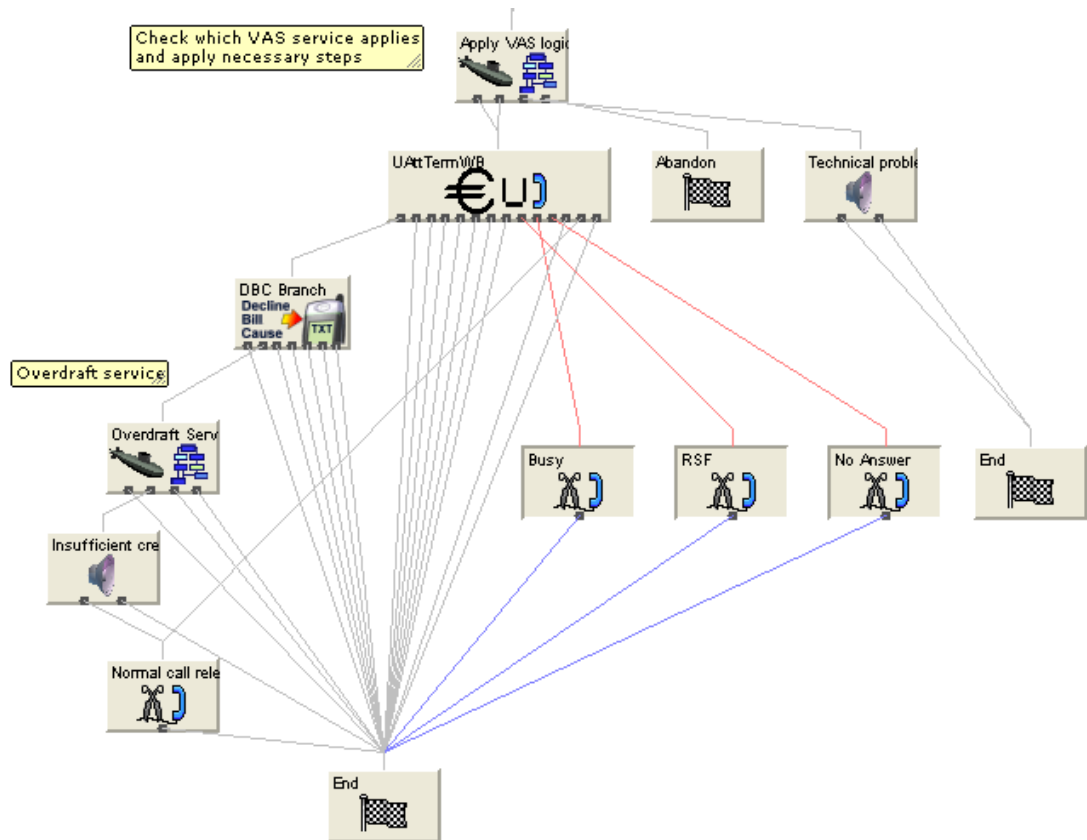 Check which VAS service applies
and apply necessary steps
Apply VAS logic
UAttTermWB
€U
Abandon
Technical proble
DBC Branch
Decline
Bill
Cause
TXT
Overdraft service
Overdraft Serv
Busy
RSF
No Answer
End
Insufficient cre
Normal call rele
End